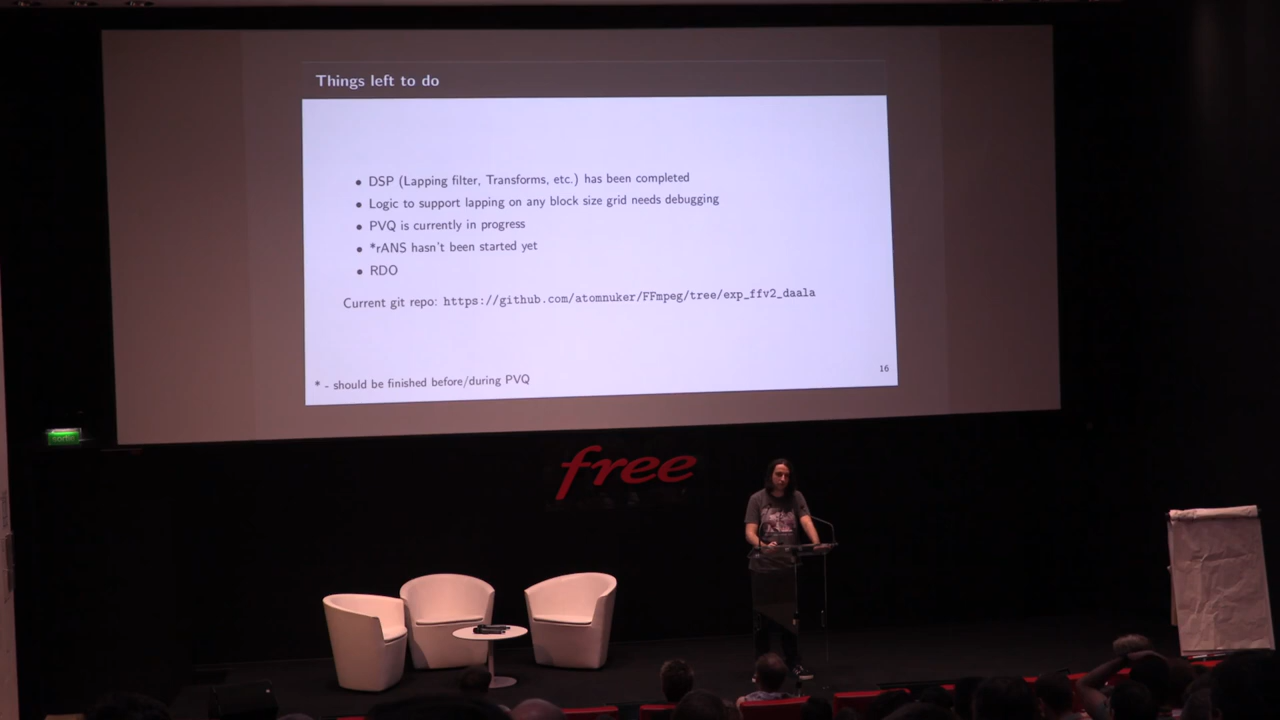 Things left to do
• DSP (Lapping filter, Transforms, etc.) has been completed
• Logic to support lapping on any block size grid needs debugging
• PVQ is currently in progress
• *rANS hasn't been started yet
• RDO
Current git repo: https://github.com/atomnuker/FFmpeg/tree/exp_ffv2_daala
* - should be finished before/during PVQ
16
sortie
free